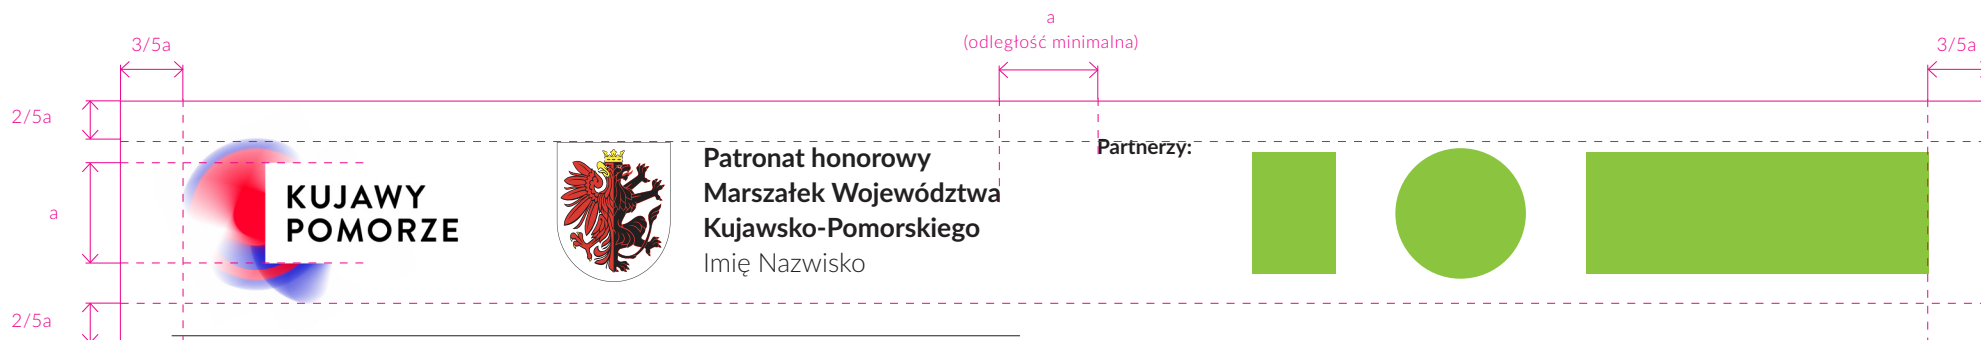 a
(odległość minimalna)
3/5a
3/5a
2/5a
a
2/5a
KUJAWY
POMORZE
Patronat honorowy
Marszałek Województwa
Kujawsko-Pomorskiego
Imię Nazwisko
Partnerzy: